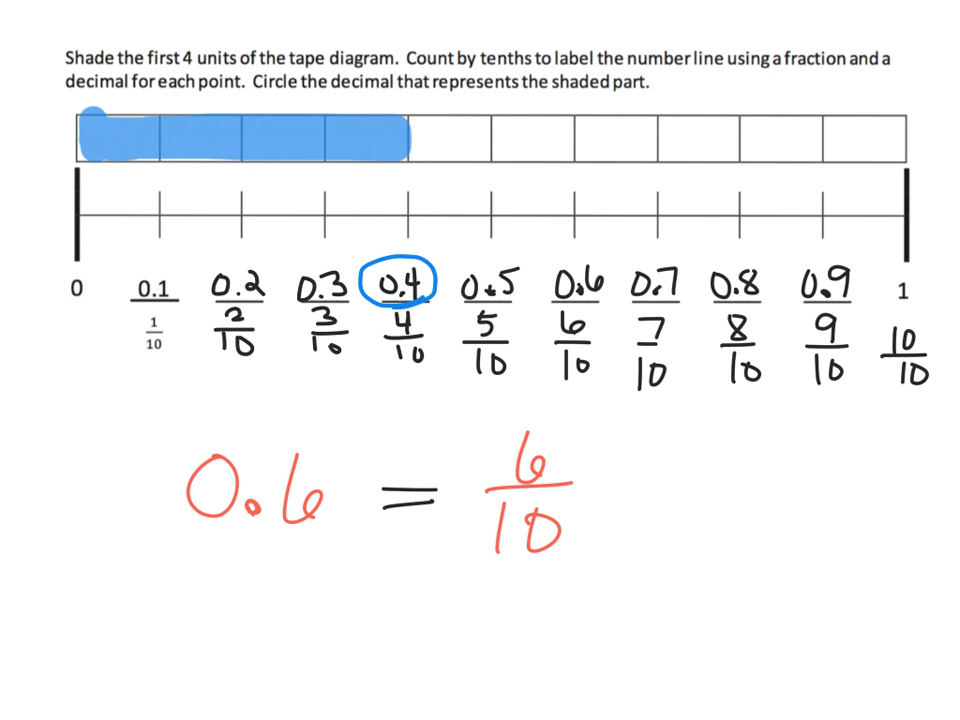 Shade the first 4 units of the tape diagram. Count by tenths to label the number line using a fraction and a
decimal for each point. Circle the decimal that represents the shaded part.
0 0.1 0.2 0.3 0.4 0.5 0.6 0.7 0.8 0.9 1
1/10 2/10 3/10 4/10 5/10 6/10 7/10 8/10 9/10 10/10
0.6 = 6/10